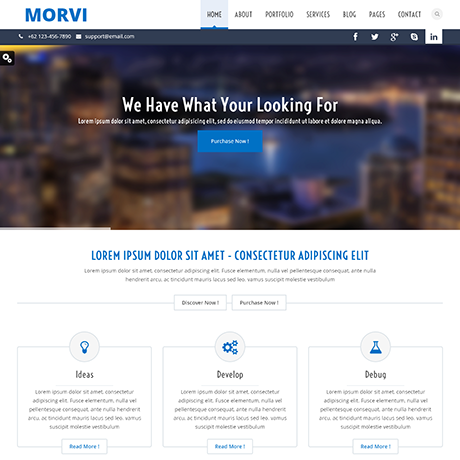 MORVI
HOME ABOUT PORTFOLIO SERVICES BLOG PAGES CONTACT
+62 123-456-7890 support@email.com
We Have What Your Looking For
Lorem ipsum dolor sit amet, consectetur adipiscing elit, sed do eiusmod tempor incididunt ut labore et dolore magna aliqua.
Purchase Now !
LOREM IPSUM DOLOR SIT AMET - CONSECTETUR ADIPISCING ELIT
Lorem ipsum dolor sit amet, consectetur adipiscing elit. Fusce elementum, nulla vel pellentesque consequat, ante nulla hendrerit arcu, ac tincidunt mauris lacus sed leo.
vamus suscipit molestie vestibulum
Discover Now ! Purchase Now !
Ideas
Lorem ipsum dolor sit amet, consectetur adipiscing elit. Fusce elementum, nulla vel pellentesque consequat, ante nulla hendrerit arcu, ac tincidunt mauris lacus sed leo. vamus suscipit molestie vestibulum
Read More !
Develop
Lorem ipsum dolor sit amet, consectetur adipiscing elit. Fusce elementum, nulla vel pellentesque consequat, ante nulla hendrerit arcu, ac tincidunt mauris lacus sed leo. vamus suscipit molestie vestibulum
Read More !
Debug
Lorem ipsum dolor sit amet, consectetur adipiscing elit. Fusce elementum, nulla vel pellentesque consequat, ante nulla hendrerit arcu, ac tincidunt mauris lacus sed leo. vamus suscipit molestie vestibulum
Read More !